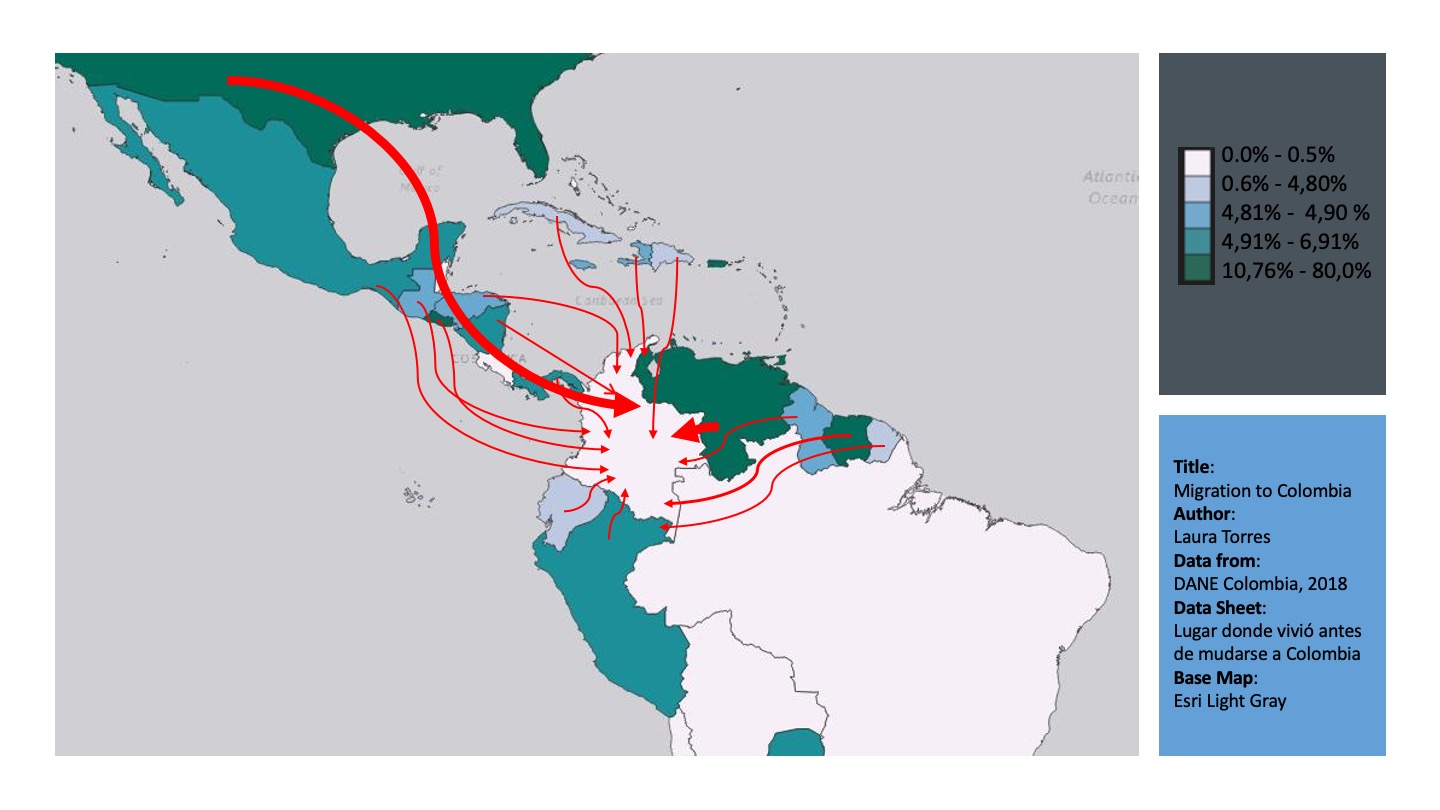 Gulf of
Mexico
Atlantic
Ocean
Caribbean Sea
COSTA RICA
0.0% - 0.5%
0.6% - 4,80%
4,81% -  4,90 %
4,91% - 6,91%
10,76% - 80,0%
Title:
Migration to Colombia
Author:
Laura Torres
Data from:
DANE Colombia, 2018
Data Sheet:
Lugar donde vivió antes
de mudarse a Colombia
Base Map:
Esri Light Gray